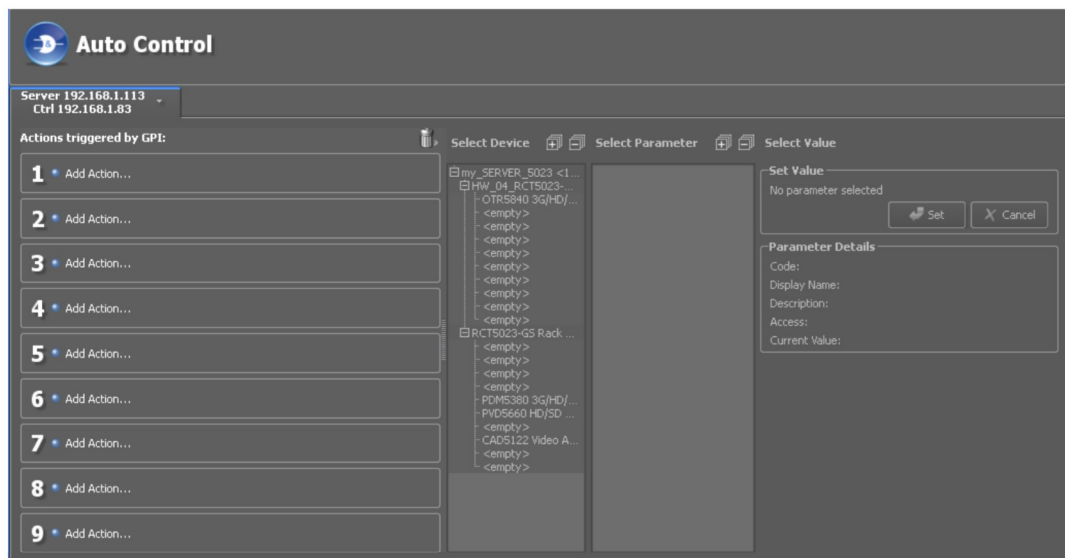 Auto Control
Server 192.168.1.113
Ctrl 192.168.1.83
Actions triggered by GPI:
1 Add Action...
2 Add Action...
3 Add Action...
4 Add Action...
5 Add Action...
6 Add Action...
7 Add Action...
8 Add Action...
9 Add Action...
Select Device
my_SERVER_5023 <1...
HW_04_RCT5023-...
OTR5840 3G/HD/...
<empty>
<empty>
<empty>
<empty>
<empty>
<empty>
<empty>
<empty>
<empty>
RCT5023-GS Rack ...
<empty>
<empty>
<empty>
<empty>
PDM5380 3G/HD/...
PVD5660 HD/SD ...
<empty>
CAD5122 Video A...
<empty>
<empty>
Select Parameter
Select Value
Set Value
No parameter selected
Set
Cancel
Parameter Details
Code:
Display Name:
Description:
Access:
Current Value: